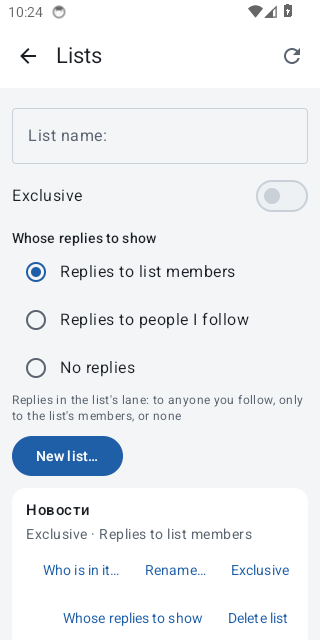 10:24
Lists
List name:
Exclusive
Whose replies to show
Replies to list members
Replies to people I follow
No replies
Replies in the list's lane: to anyone you follow, only
to the list's members, or none
New list…
Новости
Exclusive · Replies to list members
Who is in it… Rename… Exclusive
Whose replies to show Delete list